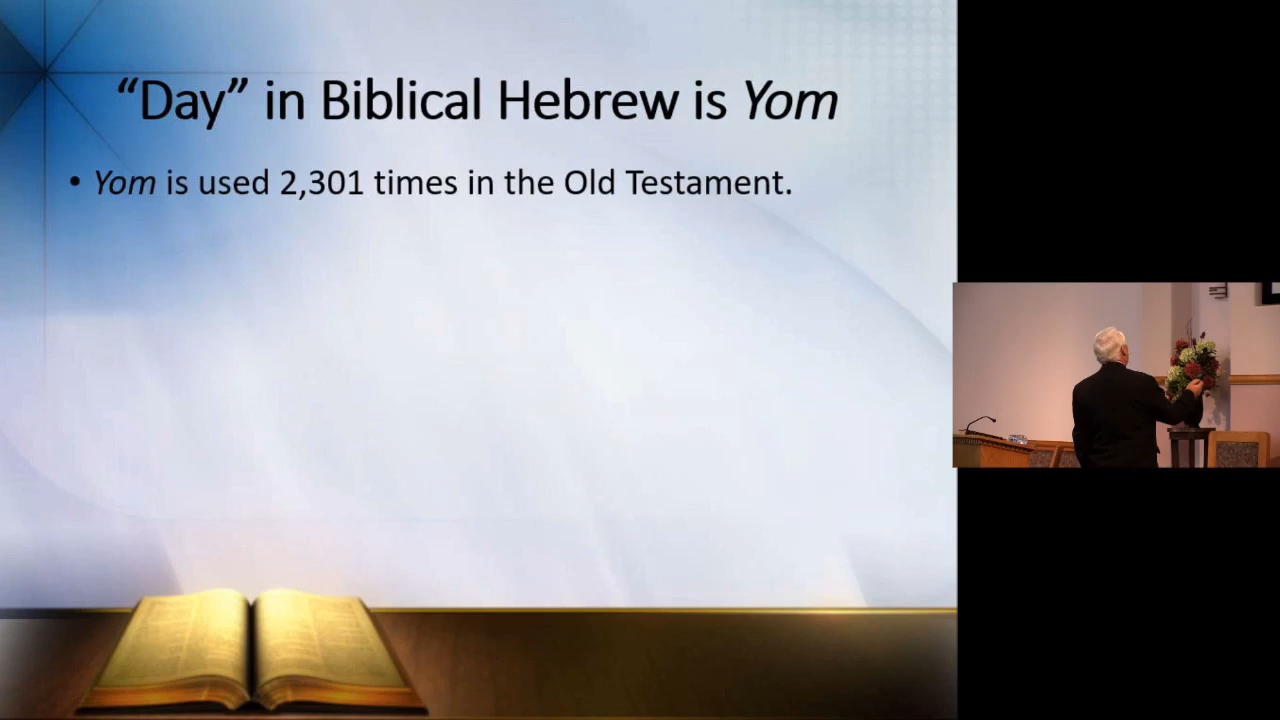 “Day” in Biblical Hebrew is Yom
• Yom is used 2,301 times in the Old Testament.